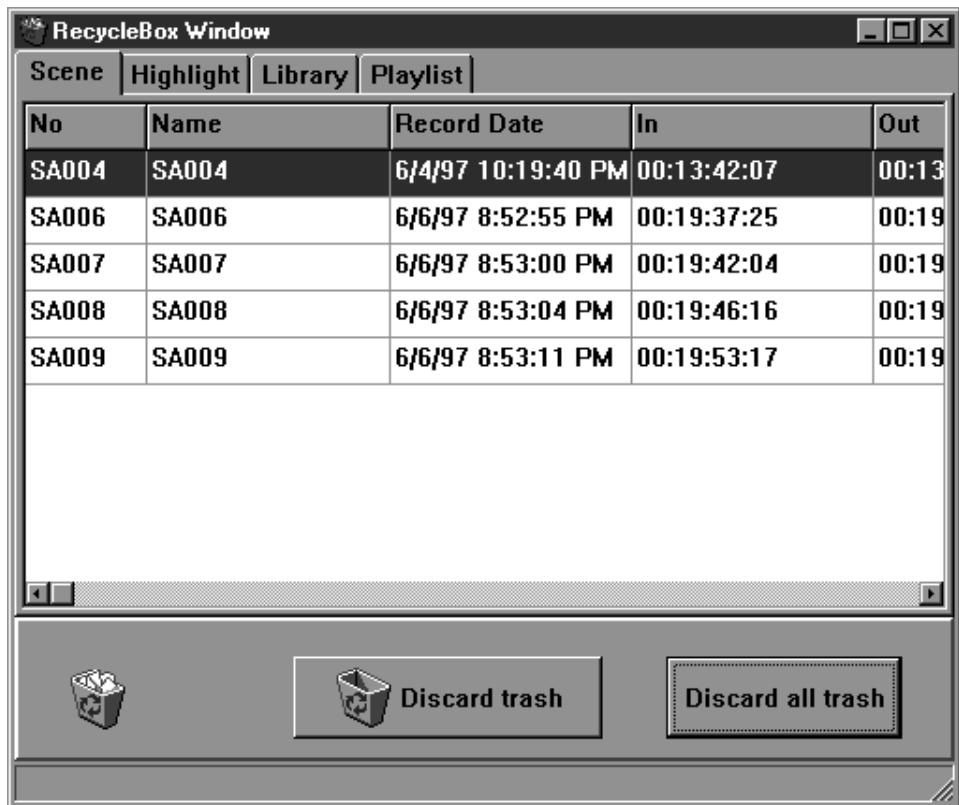 RecycleBox Window
Scene Highlight Library Playlist
No Name Record Date In Out
SA004 SA004 6/4/97 10:19:40 PM 00:13:42:07 00:13
SA006 SA006 6/6/97 8:52:55 PM 00:19:37:25 00:19
SA007 SA007 6/6/97 8:53:00 PM 00:19:42:04 00:19
SA008 SA008 6/6/97 8:53:04 PM 00:19:46:16 00:19
SA009 SA009 6/6/97 8:53:11 PM 00:19:53:17 00:19
Discard trash Discard all trash